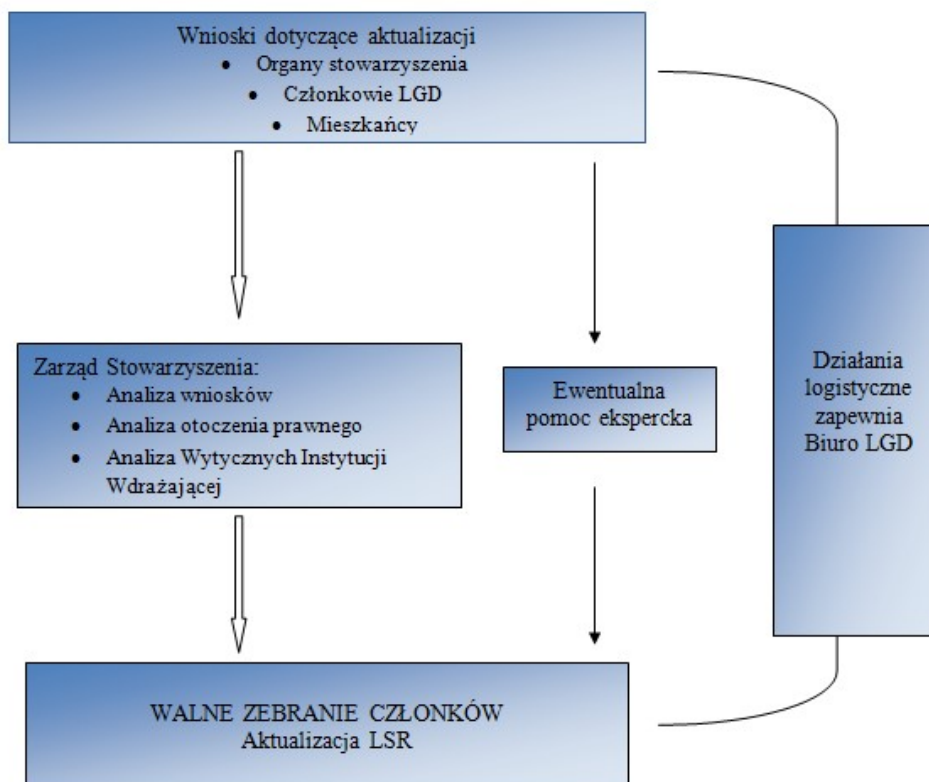 Wnioski dotyczące aktualizacji
• Organy stowarzyszenia
• Członkowie LGD
• Mieszkańcy
Zarząd Stowarzyszenia:
• Analiza wniosków
• Analiza otoczenia prawnego
• Analiza Wytycznych Instytucji
Wdrażającej
Ewentualna
pomoc ekspercka
Działania
logistyczne
zapewnia
Biuro LGD
WALNE ZEBRANIE CZŁONKÓW
Aktualizacja LSR